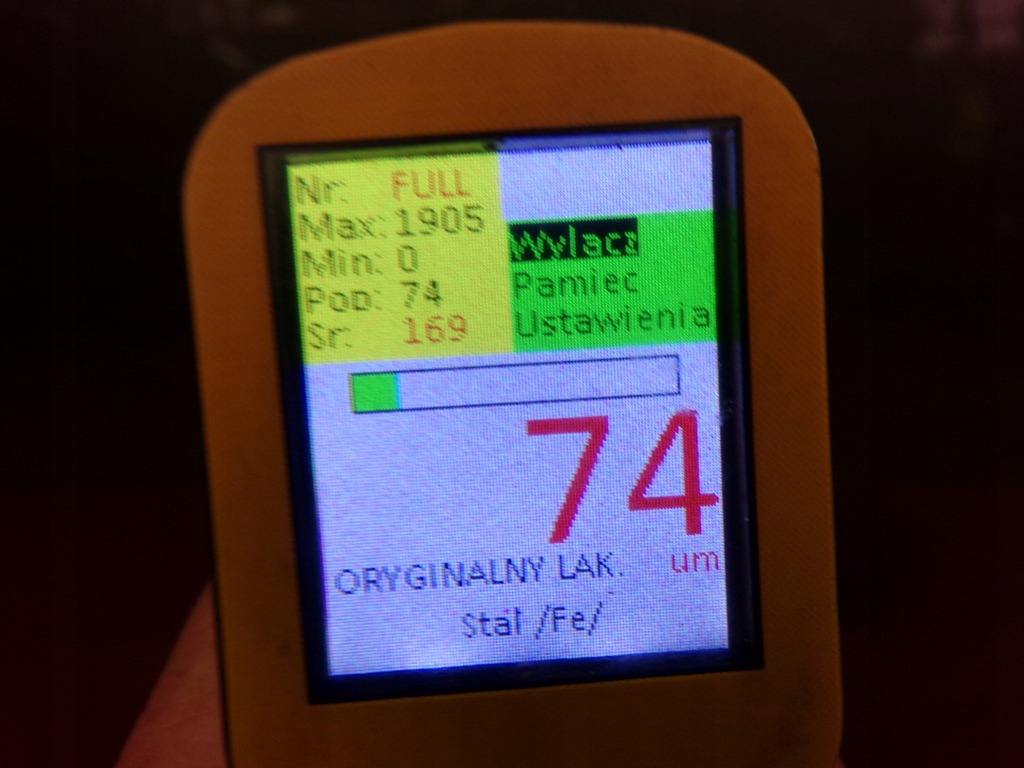 Nr: FULL
Max: 1905
Min: 0
Pop: 74
Sr: 169
Wylacz
Pamiec
Ustawienia
74
um
ORYGINALNY LAK.
Stal /Fe/